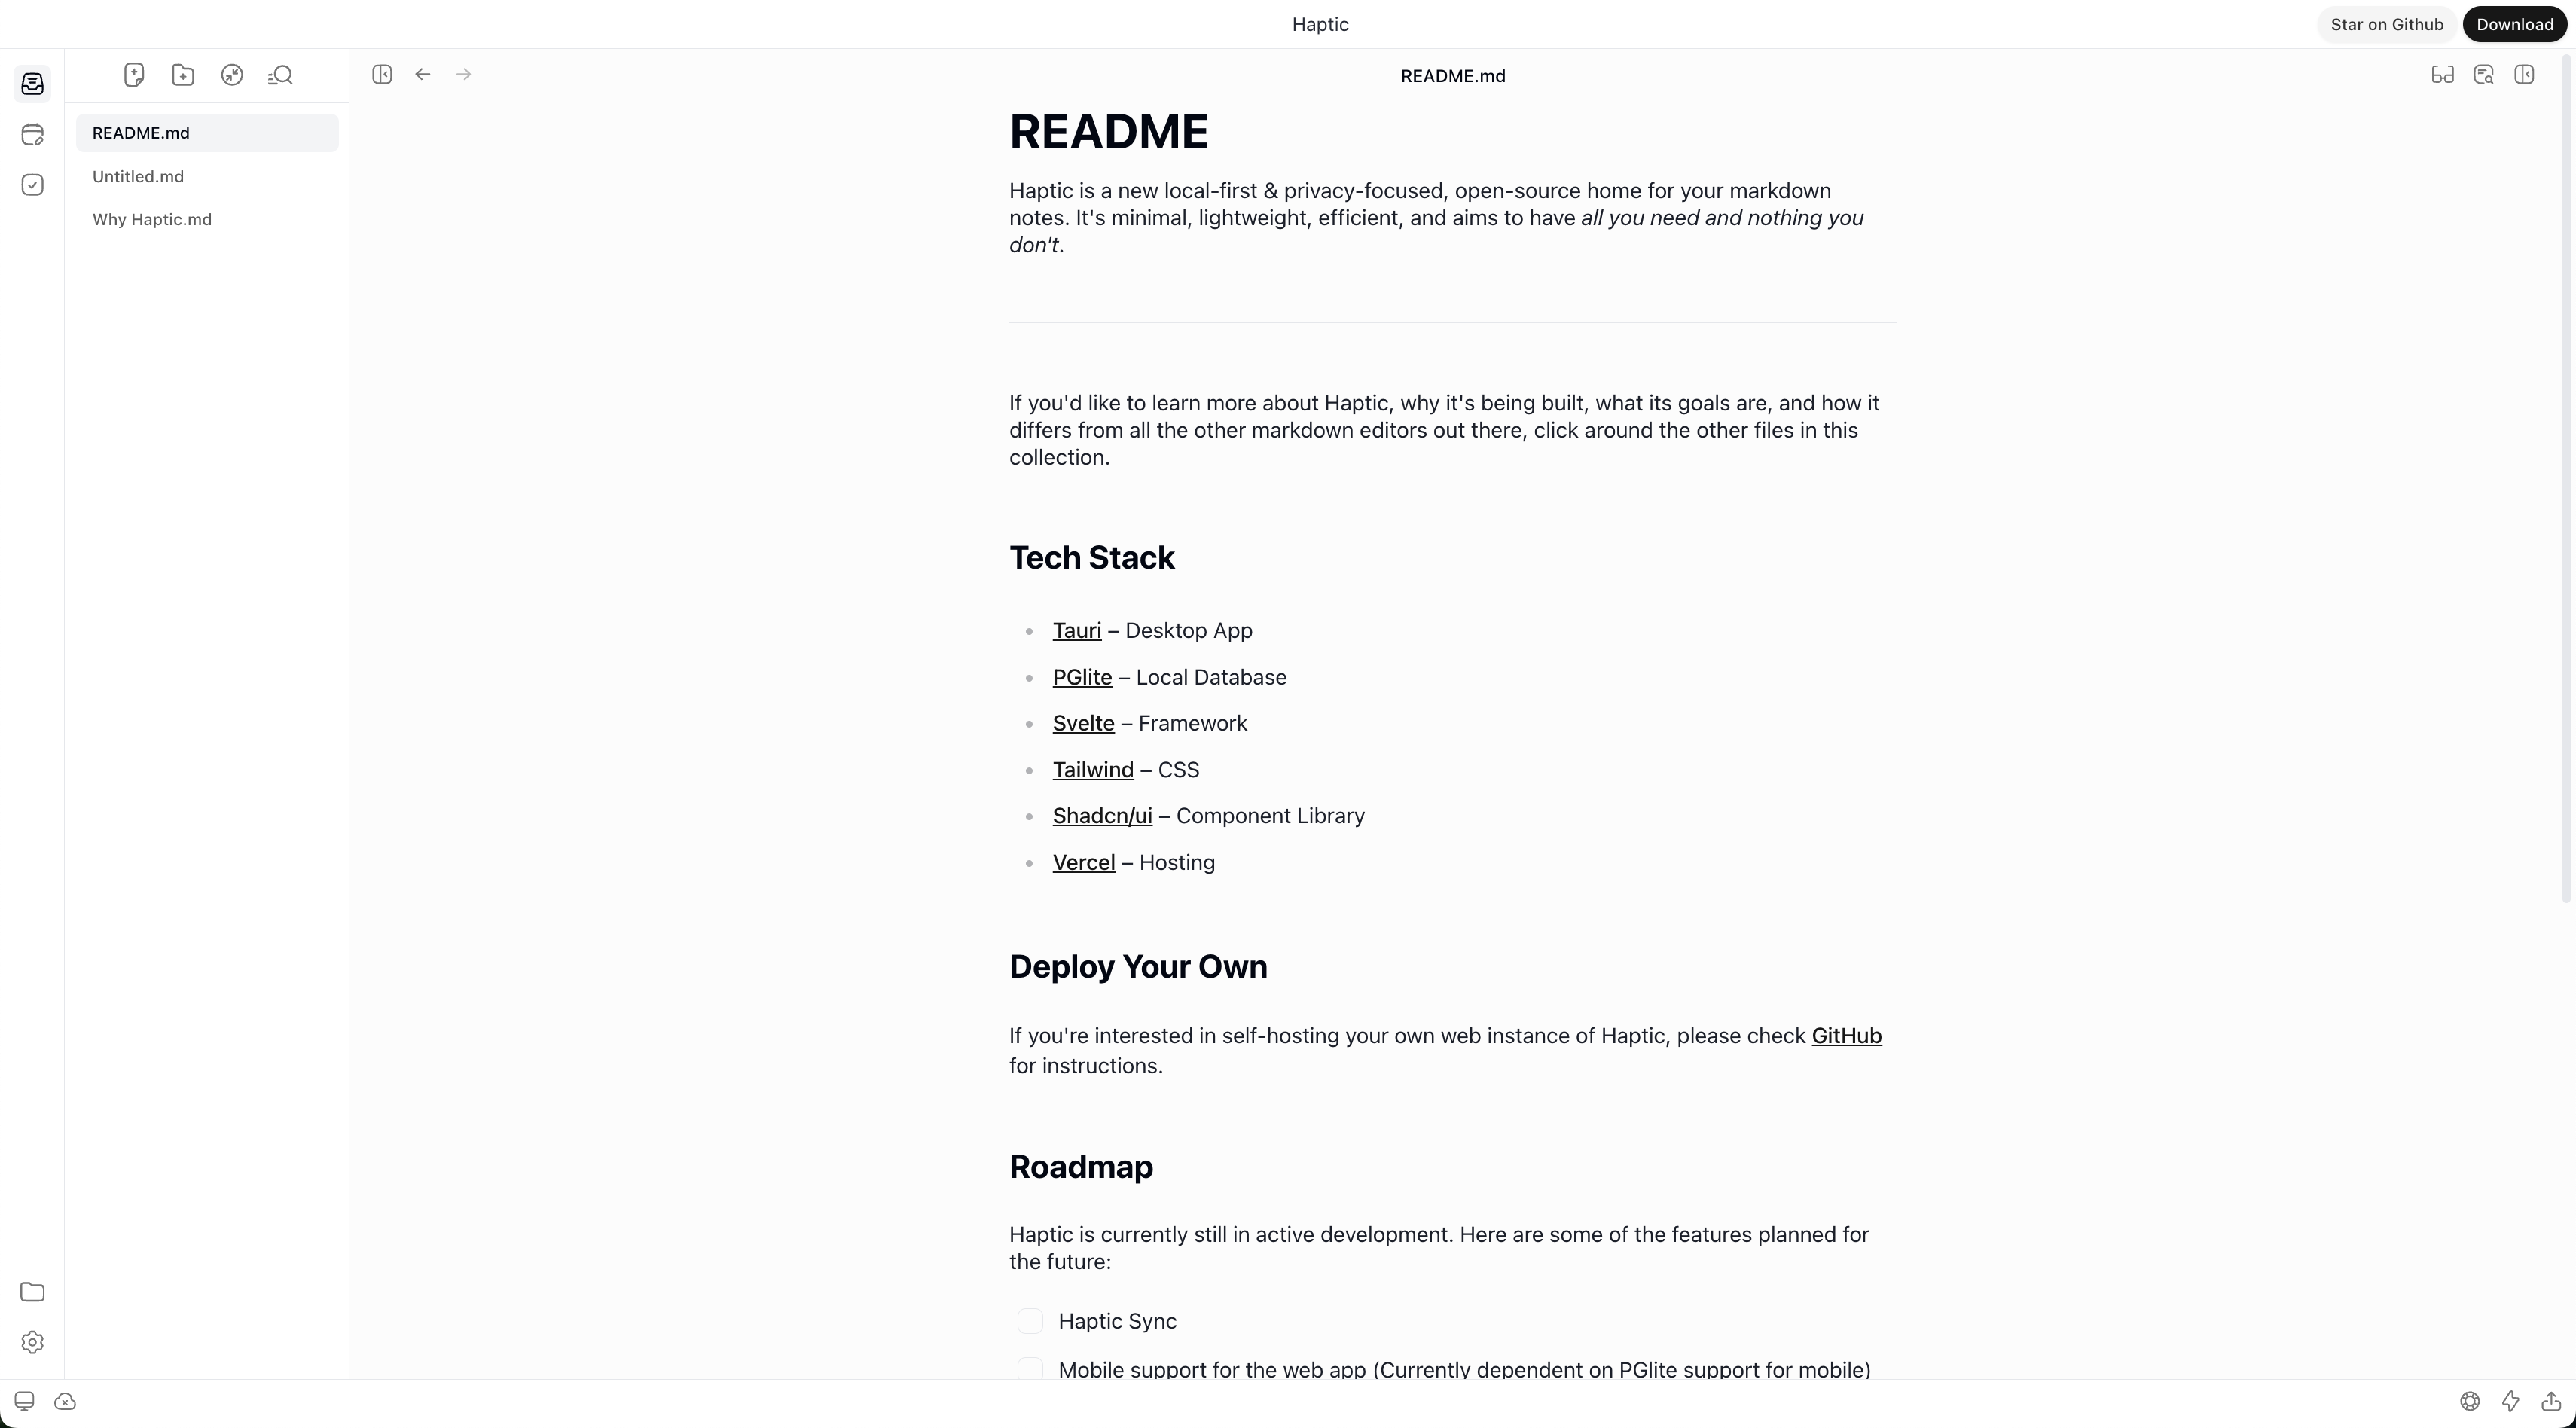 Haptic
Star on Github
Download
README.md
Untitled.md
Why Haptic.md
README.md
README
Haptic is a new local-first & privacy-focused, open-source home for your markdown
notes. It's minimal, lightweight, efficient, and aims to have all you need and nothing you
don't.
If you'd like to learn more about Haptic, why it's being built, what its goals are, and how it
differs from all the other markdown editors out there, click around the other files in this
collection.
Tech Stack
Tauri – Desktop App
PGlite – Local Database
Svelte – Framework
Tailwind – CSS
Shadcn/ui – Component Library
Vercel – Hosting
Deploy Your Own
If you're interested in self-hosting your own web instance of Haptic, please check GitHub
for instructions.
Roadmap
Haptic is currently still in active development. Here are some of the features planned for
the future:
Haptic Sync
Mobile support for the web app (Currently dependent on PGlite support for mobile)